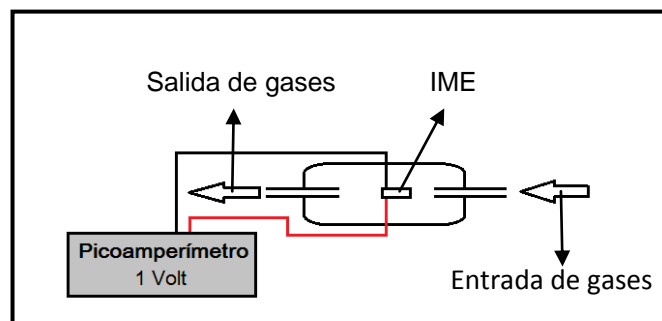 Salida de gases
IME
Picoamperímetro
1 Volt
Entrada de gases